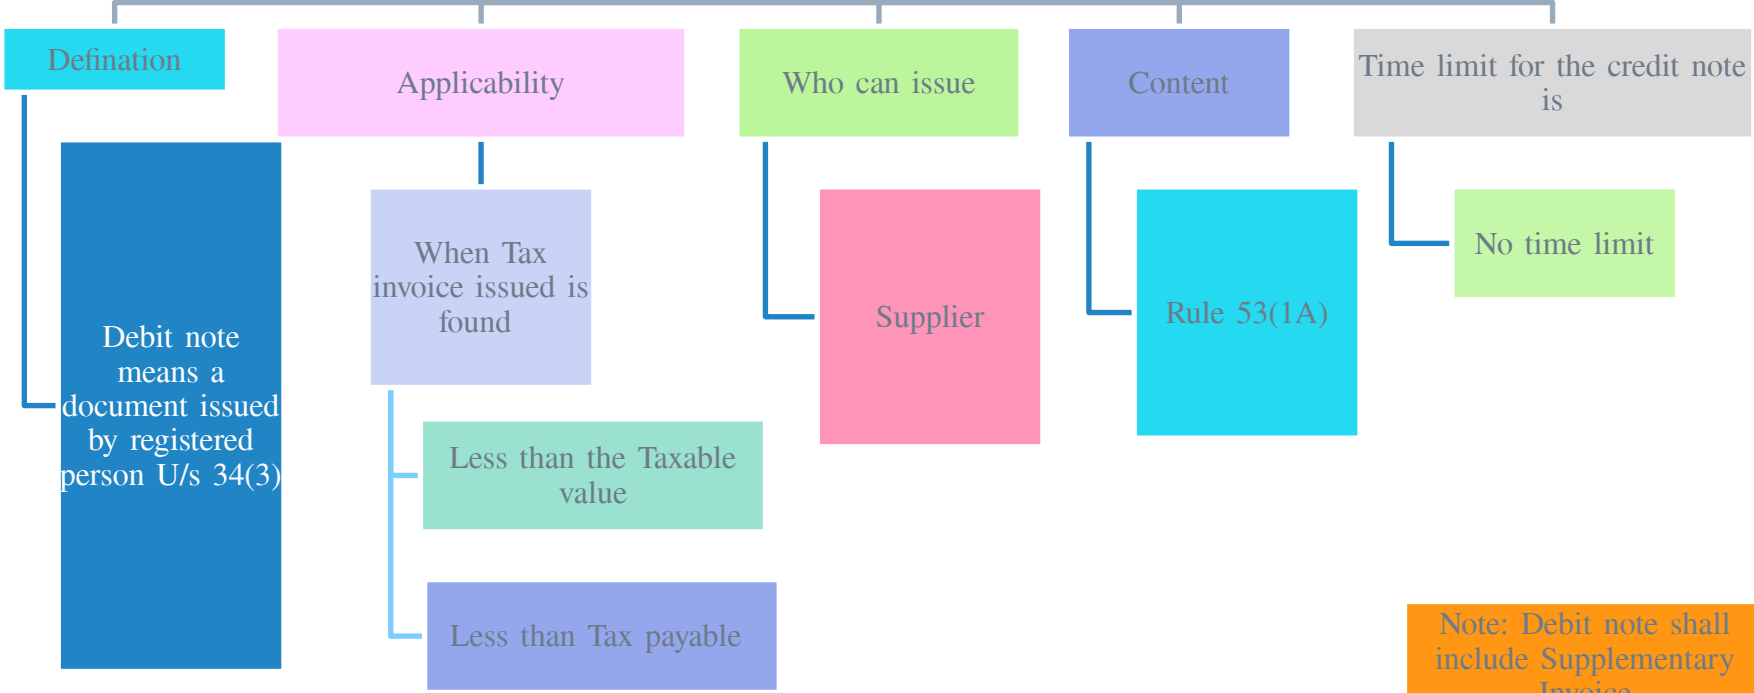 Defination
Applicability
Who can issue
Content
Time limit for the credit note
is
Debit note
means a
document issued
by registered
person U/s 34(3)
When Tax
invoice issued is
found
Less than the Taxable
value
Less than Tax payable
Supplier
Rule 53(1A)
No time limit
Note: Debit note shall
include Supplementary
Invoice